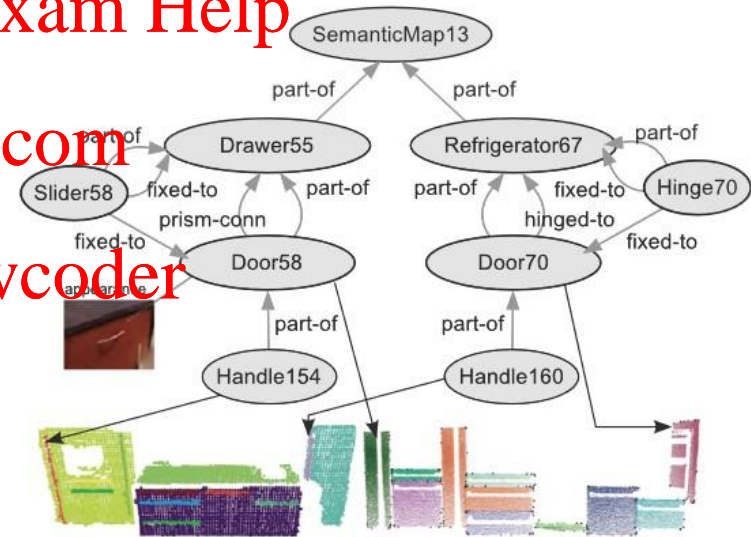 xam Help
SemanticMap13
part-of part-of
com
part-of Drawer55 Refrigerator67 part-of
Slider58 fixed-to part-of part-of fixed-to Hinge70
prism-conn hinged-to
fixed-to fixed-to
Door58 Door70
vcoder
appearance
part-of part-of
Handle154 Handle160